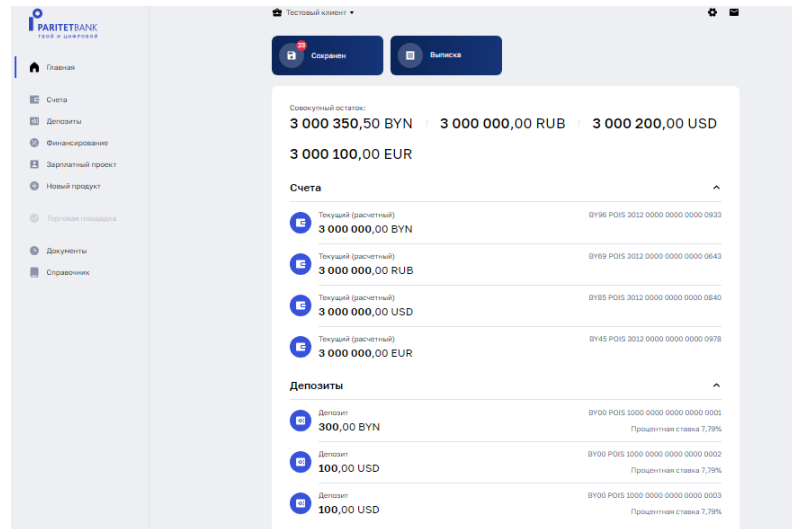 PARITETBANK
ТВОЙ И ЦИФРОВОЙ
Тестовый клиент
Главная
Счета
Депозиты
Финансирование
Зарплатный проект
Новый продукт
Торговая площадка
Документы
Справочник
23
Сохранен
Выписка
Совокупный остаток:
3 000 350,50 BYN 3 000 000,00 RUB 3 000 200,00 USD
3 000 100,00 EUR
Счета
Текущий (расчетный) BY96 POIS 3012 0000 0000 0000 0933
3 000 000,00 BYN
Текущий (расчетный) BY69 POIS 3012 0000 0000 0000 0643
3 000 000,00 RUB
Текущий (расчетный) BY85 POIS 3012 0000 0000 0000 0840
3 000 000,00 USD
Текущий (расчетный) BY45 POIS 3012 0000 0000 0000 0978
3 000 000,00 EUR
Депозиты
Депозит BY00 POIS 1000 0000 0000 0000 0001
300,00 BYN Процентная ставка 7,79%
Депозит BY00 POIS 1000 0000 0000 0000 0002
100,00 USD Процентная ставка 7,79%
Депозит BY00 POIS 1000 0000 0000 0000 0003
100,00 USD Процентная ставка 7,79%